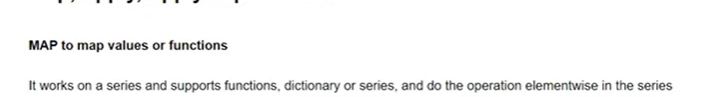 MAP to map values or functions
It works on a series and supports functions, dictionary or series, and do the operation elementwise in the series